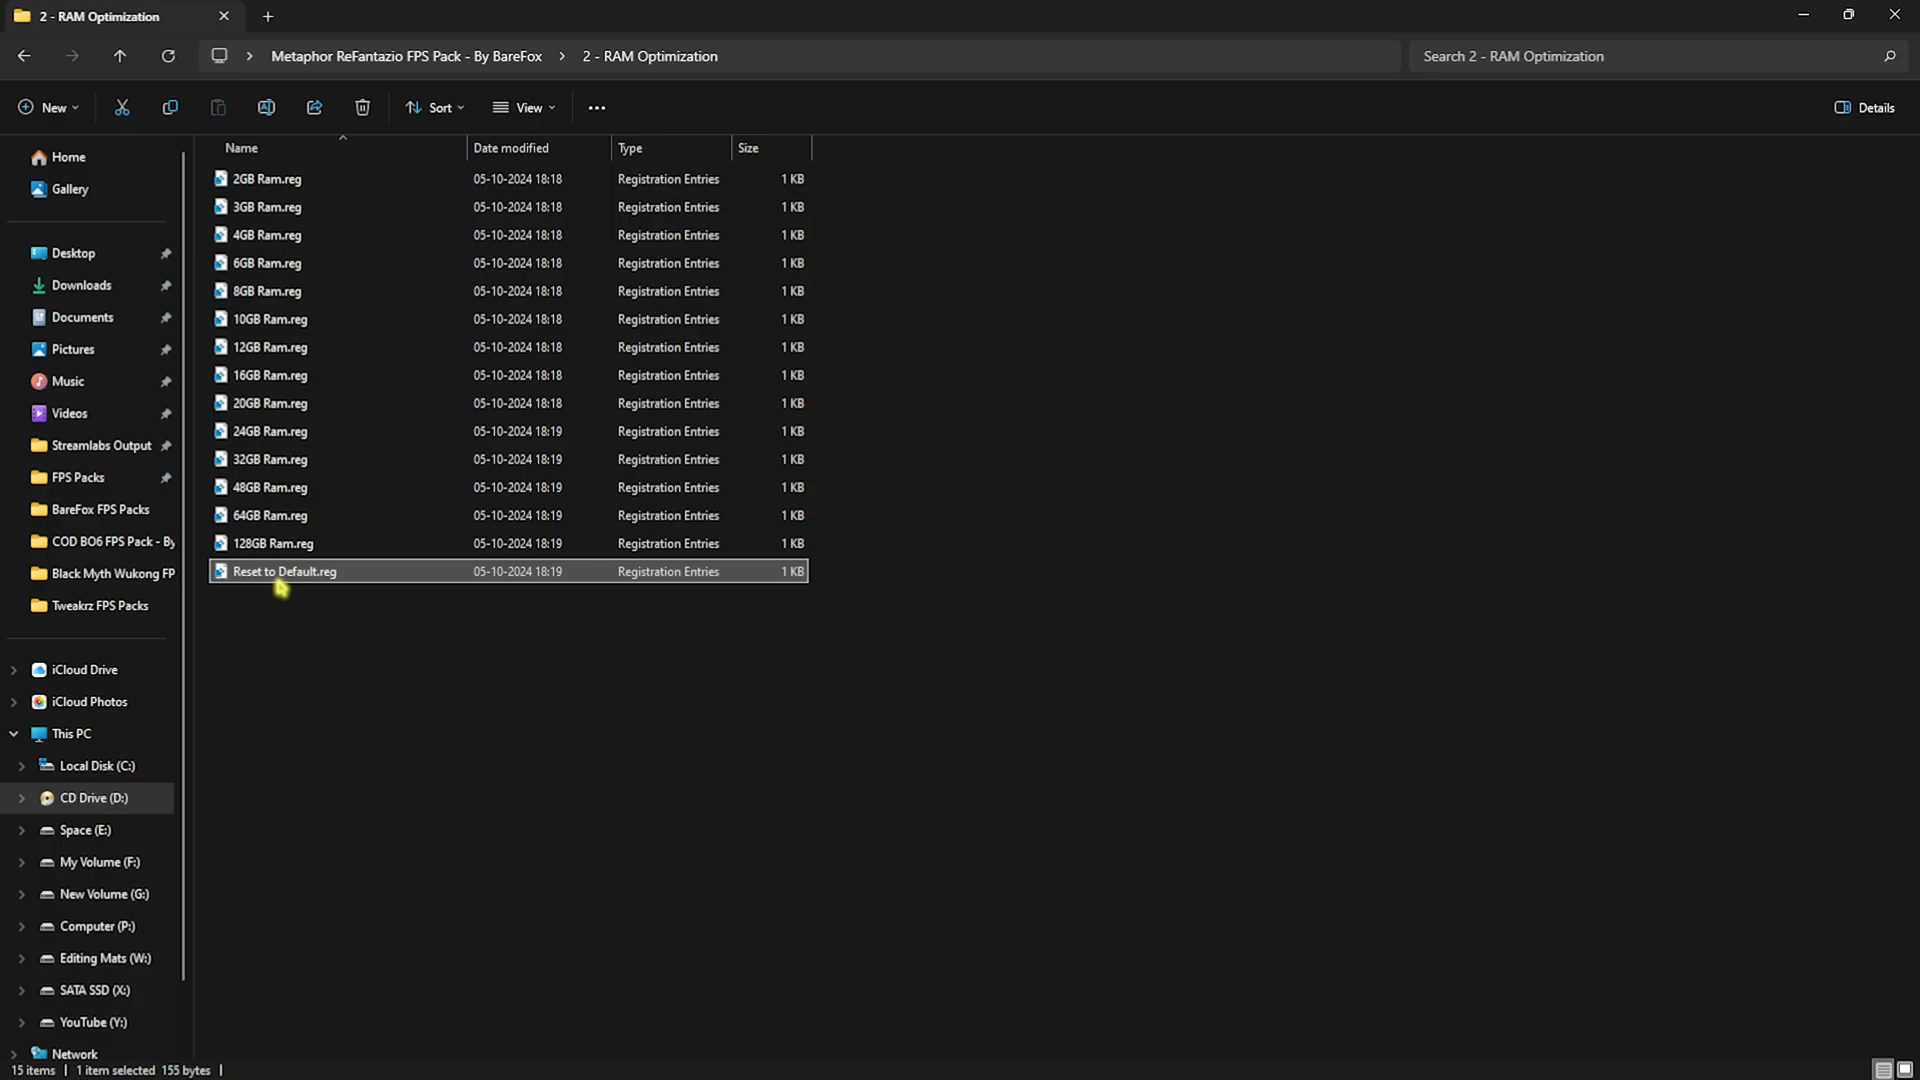 2 - RAM Optimization
Metaphor ReFantazio FPS Pack - By BareFox > 2 - RAM Optimization
Search 2 - RAM Optimization
New
Sort
View
Details
Name Date modified Type Size
Home
Gallery
Desktop
Downloads
Documents
Pictures
Music
Videos
Streamlabs Output
FPS Packs
BareFox FPS Packs
COD BO6 FPS Pack - By
Black Myth Wukong FP
Tweakrz FPS Packs
iCloud Drive
iCloud Photos
This PC
Local Disk (C:)
CD Drive (D:)
Space (E:)
My Volume (F:)
New Volume (G:)
Computer (P:)
Editing Mats (W:)
SATA SSD (X:)
YouTube (Y:)
Network
2GB Ram.reg 05-10-2024 18:18 Registration Entries 1 KB
3GB Ram.reg 05-10-2024 18:18 Registration Entries 1 KB
4GB Ram.reg 05-10-2024 18:18 Registration Entries 1 KB
6GB Ram.reg 05-10-2024 18:18 Registration Entries 1 KB
8GB Ram.reg 05-10-2024 18:18 Registration Entries 1 KB
10GB Ram.reg 05-10-2024 18:18 Registration Entries 1 KB
12GB Ram.reg 05-10-2024 18:18 Registration Entries 1 KB
16GB Ram.reg 05-10-2024 18:18 Registration Entries 1 KB
20GB Ram.reg 05-10-2024 18:18 Registration Entries 1 KB
24GB Ram.reg 05-10-2024 18:19 Registration Entries 1 KB
32GB Ram.reg 05-10-2024 18:19 Registration Entries 1 KB
48GB Ram.reg 05-10-2024 18:19 Registration Entries 1 KB
64GB Ram.reg 05-10-2024 18:19 Registration Entries 1 KB
128GB Ram.reg 05-10-2024 18:19 Registration Entries 1 KB
Reset to Default.reg 05-10-2024 18:19 Registration Entries 1 KB
15 items | 1 item selected 155 bytes |